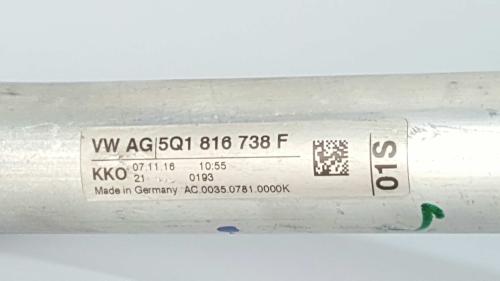 VW AG 5Q1 816 738 F
KKO 07.11.16 10:55
21 0193
Made in Germany AC.0035.0781.0000K
01S